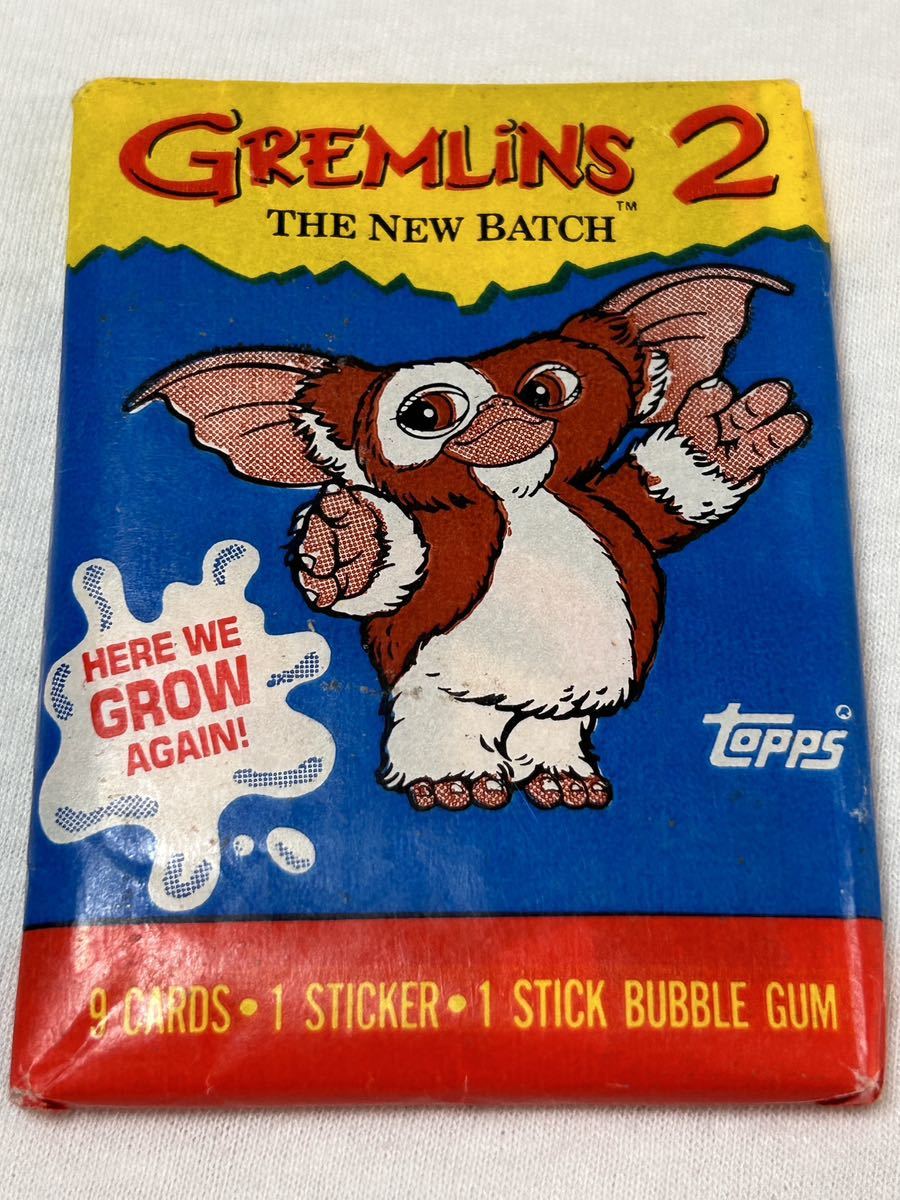 GREMLiNS 2
THE NEW BATCH™
HERE WE
GROW
AGAIN!
topps®
9 CARDS • 1 STICKER • 1 STICK BUBBLE GUM